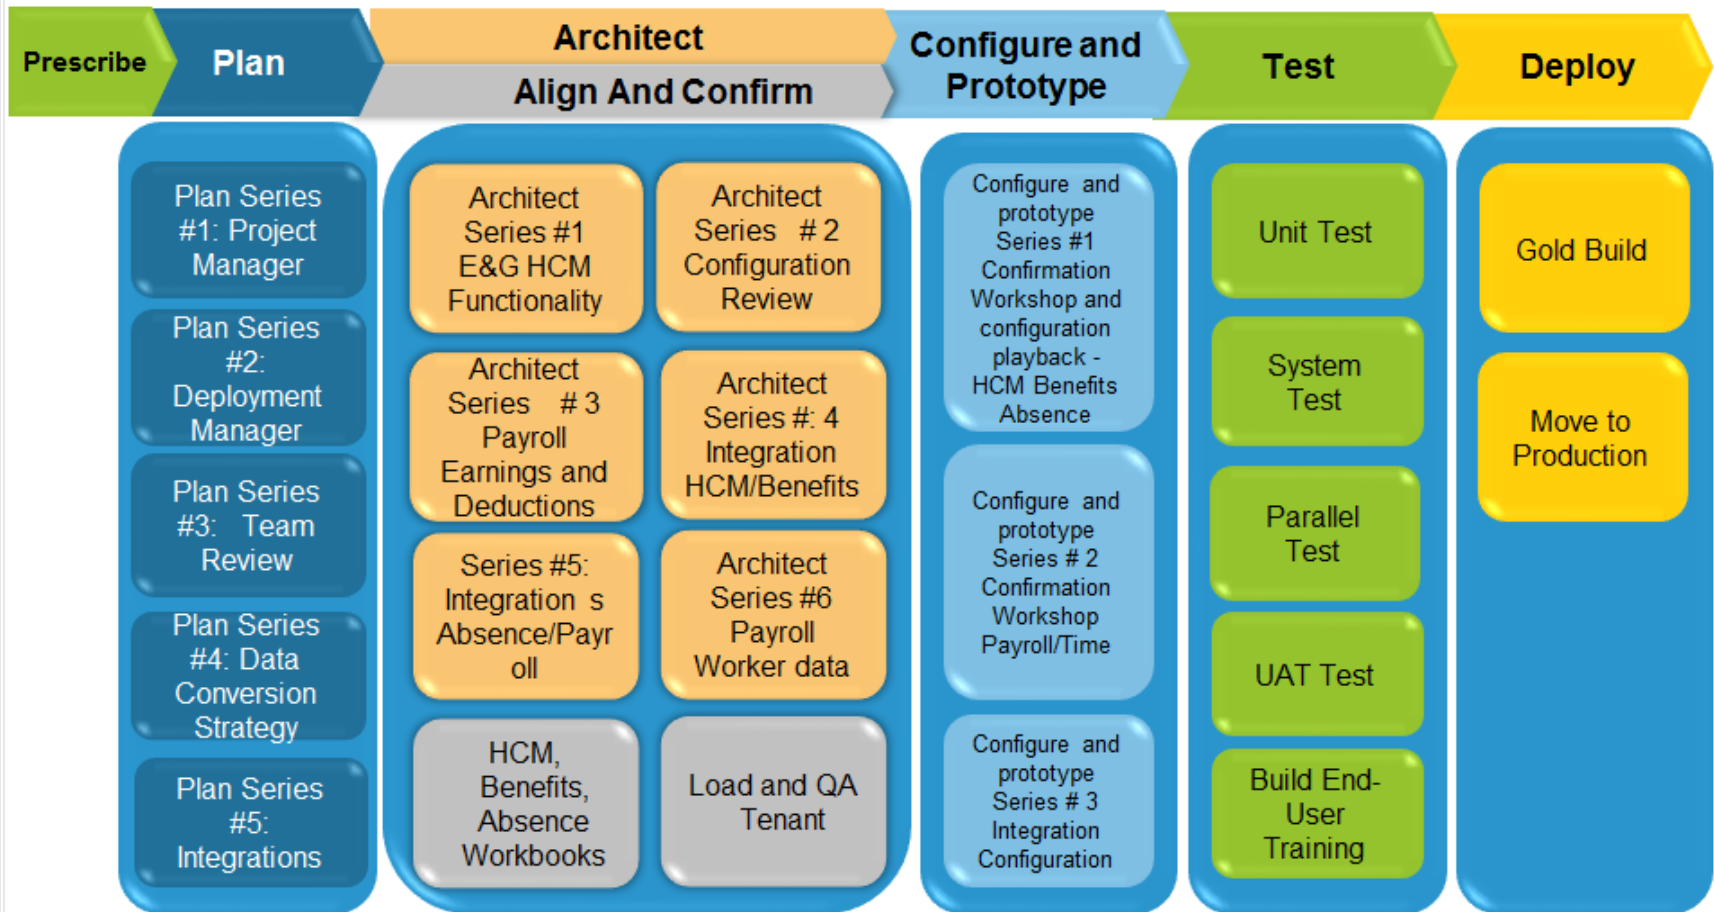 Prescribe
Plan
Architect
Align And Confirm
Configure and
Prototype
Test
Deploy
Plan Series
#1: Project
Manager
Plan Series
#2:
Deployment
Manager
Plan Series
#3: Team
Review
Plan Series
#4: Data
Conversion
Strategy
Plan Series
#5:
Integrations
Architect
Series #1
E&G HCM
Functionality
Architect
Series # 2
Configuration
Review
Architect
Series # 3
Payroll
Earnings and
Deductions
Architect
Series #: 4
Integration
HCM/Benefits
Series #5:
Integration s
Absence/Payr
oll
Architect
Series #6
Payroll
Worker data
HCM,
Benefits,
Absence
Workbooks
Load and QA
Tenant
Configure and
prototype
Series #1
Confirmation
Workshop and
configuration
playback -
HCM Benefits
Absence
Configure and
prototype
Series # 2
Confirmation
Workshop
Payroll/Time
Configure and
prototype
Series # 3
Integration
Configuration
Unit Test
System
Test
Parallel
Test
UAT Test
Build End-
User
Training
Gold Build
Move to
Production